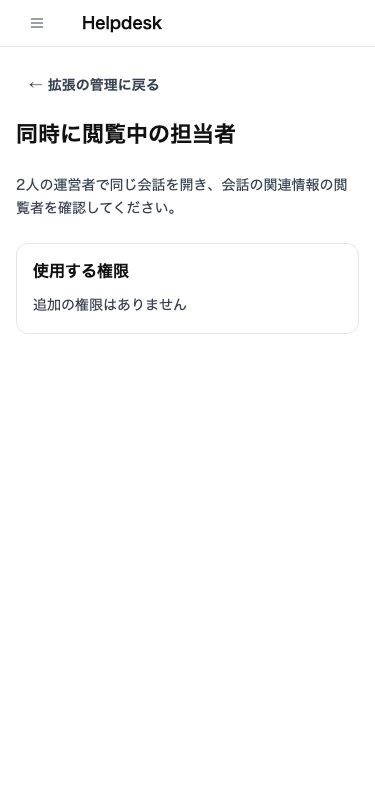 Helpdesk
← 拡張の管理に戻る
同時に閲覧中の担当者
2人の運営者で同じ会話を開き、会話の関連情報の閲
覧者を確認してください。
使用する権限
追加の権限はありません